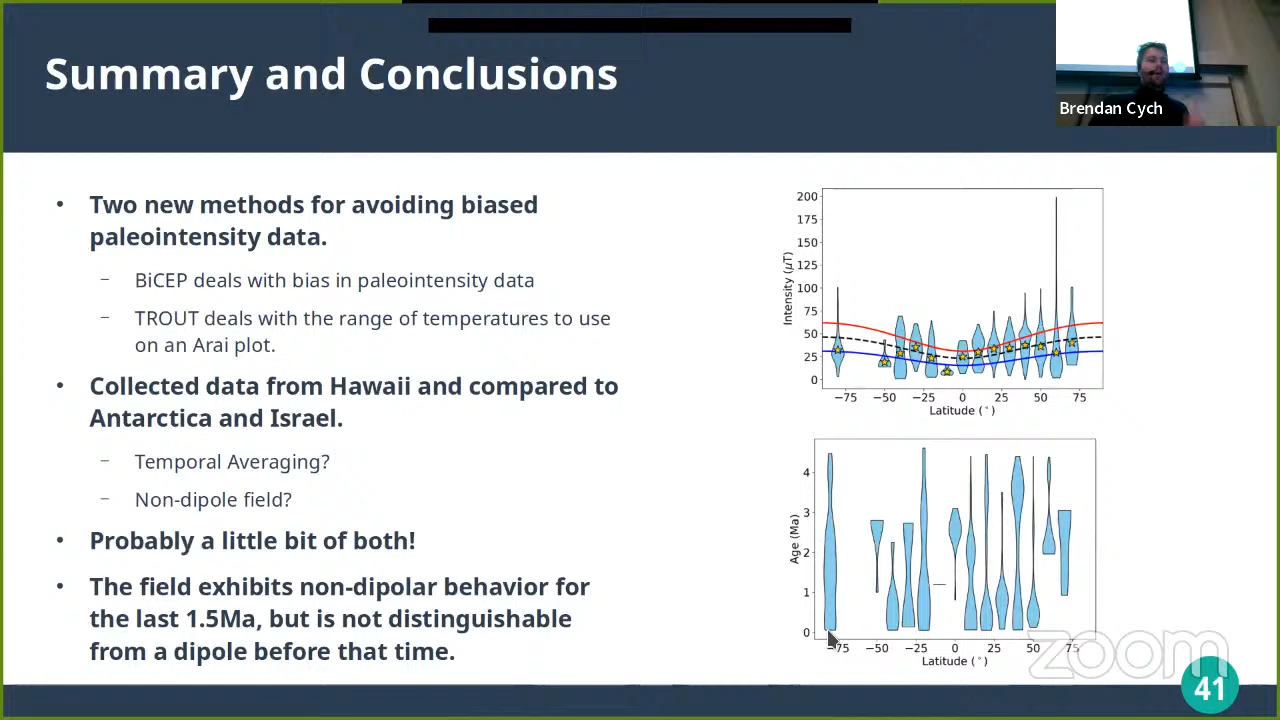 Summary and Conclusions
Brendan Cych
• Two new methods for avoiding biased
paleointensity data.
– BiCEP deals with bias in paleointensity data
– TROUT deals with the range of temperatures to use
on an Arai plot.
• Collected data from Hawaii and compared to
Antarctica and Israel.
– Temporal Averaging?
– Non-dipole field?
• Probably a little bit of both!
• The field exhibits non-dipolar behavior for
the last 1.5Ma, but is not distinguishable
from a dipole before that time.
200
175
150
125
100
75
50
25
0
Intensity (μT)
−75 −50 −25 0 25 50 75
Latitude (°)
4
3
2
1
0
Age (Ma)
−75 −50 −25 0 25 50 75
Latitude (°)
zoom
41